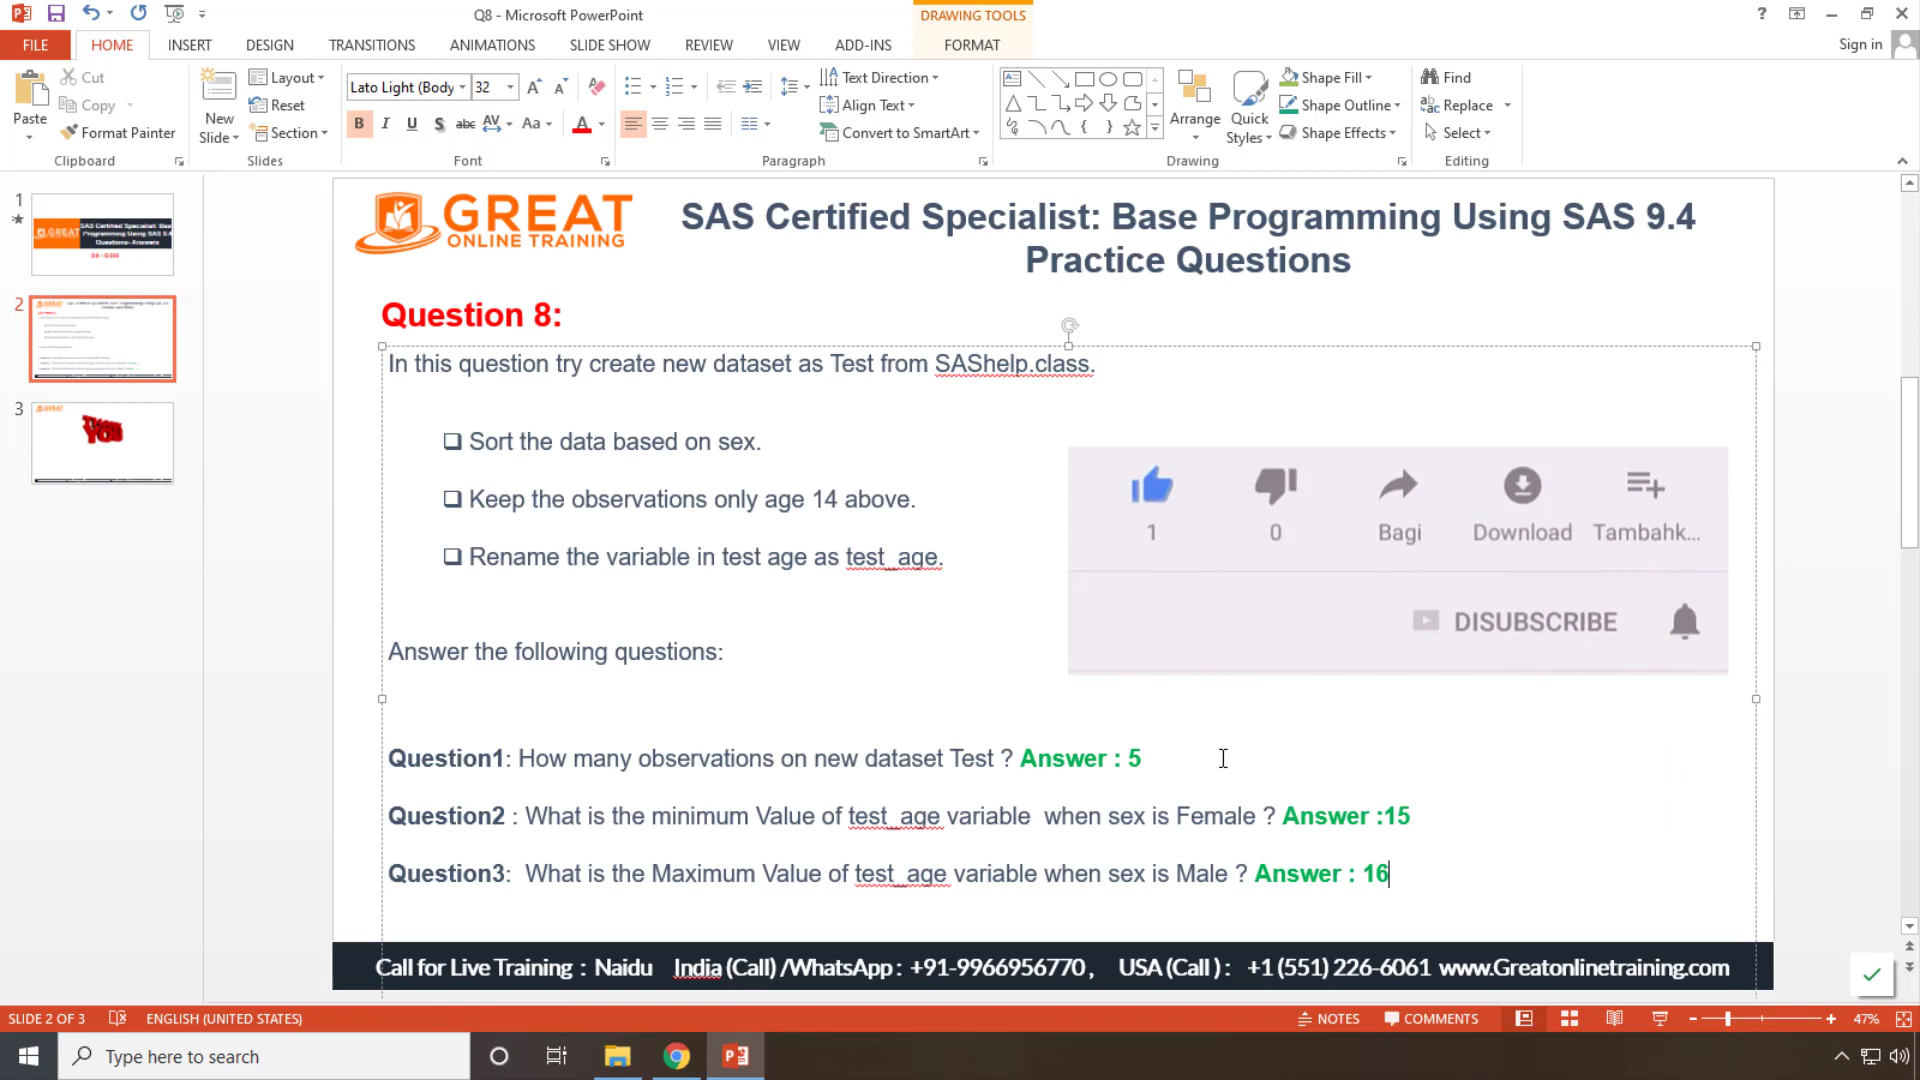 Q8 - Microsoft PowerPoint
DRAWING TOOLS
?
FILE HOME INSERT DESIGN TRANSITIONS ANIMATIONS SLIDE SHOW REVIEW VIEW ADD-INS FORMAT
Sign in
Cut
Copy
Format Painter
Paste
Clipboard
New
Slide
Layout
Reset
Section
Slides
Lato Light (Body
32
B I U S abc AV Aa A
Font
Text Direction
Align Text
Convert to SmartArt
Paragraph
Arrange
Quick
Styles
Shape Fill
Shape Outline
Shape Effects
Drawing
Find
Replace
Select
Editing
1
2
3
THANK
YOU
GREAT
ONLINE TRAINING
SAS Certified Specialist: Base Programming Using SAS 9.4
Practice Questions
Question 8:
In this question try create new dataset as Test from SAShelp.class.
Sort the data based on sex.
Keep the observations only age 14 above.
Rename the variable in test age as test_age.
1 0 Bagi Download Tambahk...
DISUBSCRIBE
Answer the following questions:
Question1: How many observations on new dataset Test ? Answer : 5
Question2 : What is the minimum Value of test_age variable when sex is Female ? Answer :15
Question3: What is the Maximum Value of test_age variable when sex is Male ? Answer : 16
Call for Live Training : Naidu India (Call) /WhatsApp : +91-9966956770 , USA (Call ) : +1 (551) 226-6061 www.Greatonlinetraining.com
SLIDE 2 OF 3 ENGLISH (UNITED STATES) NOTES COMMENTS 47%
Type here to search